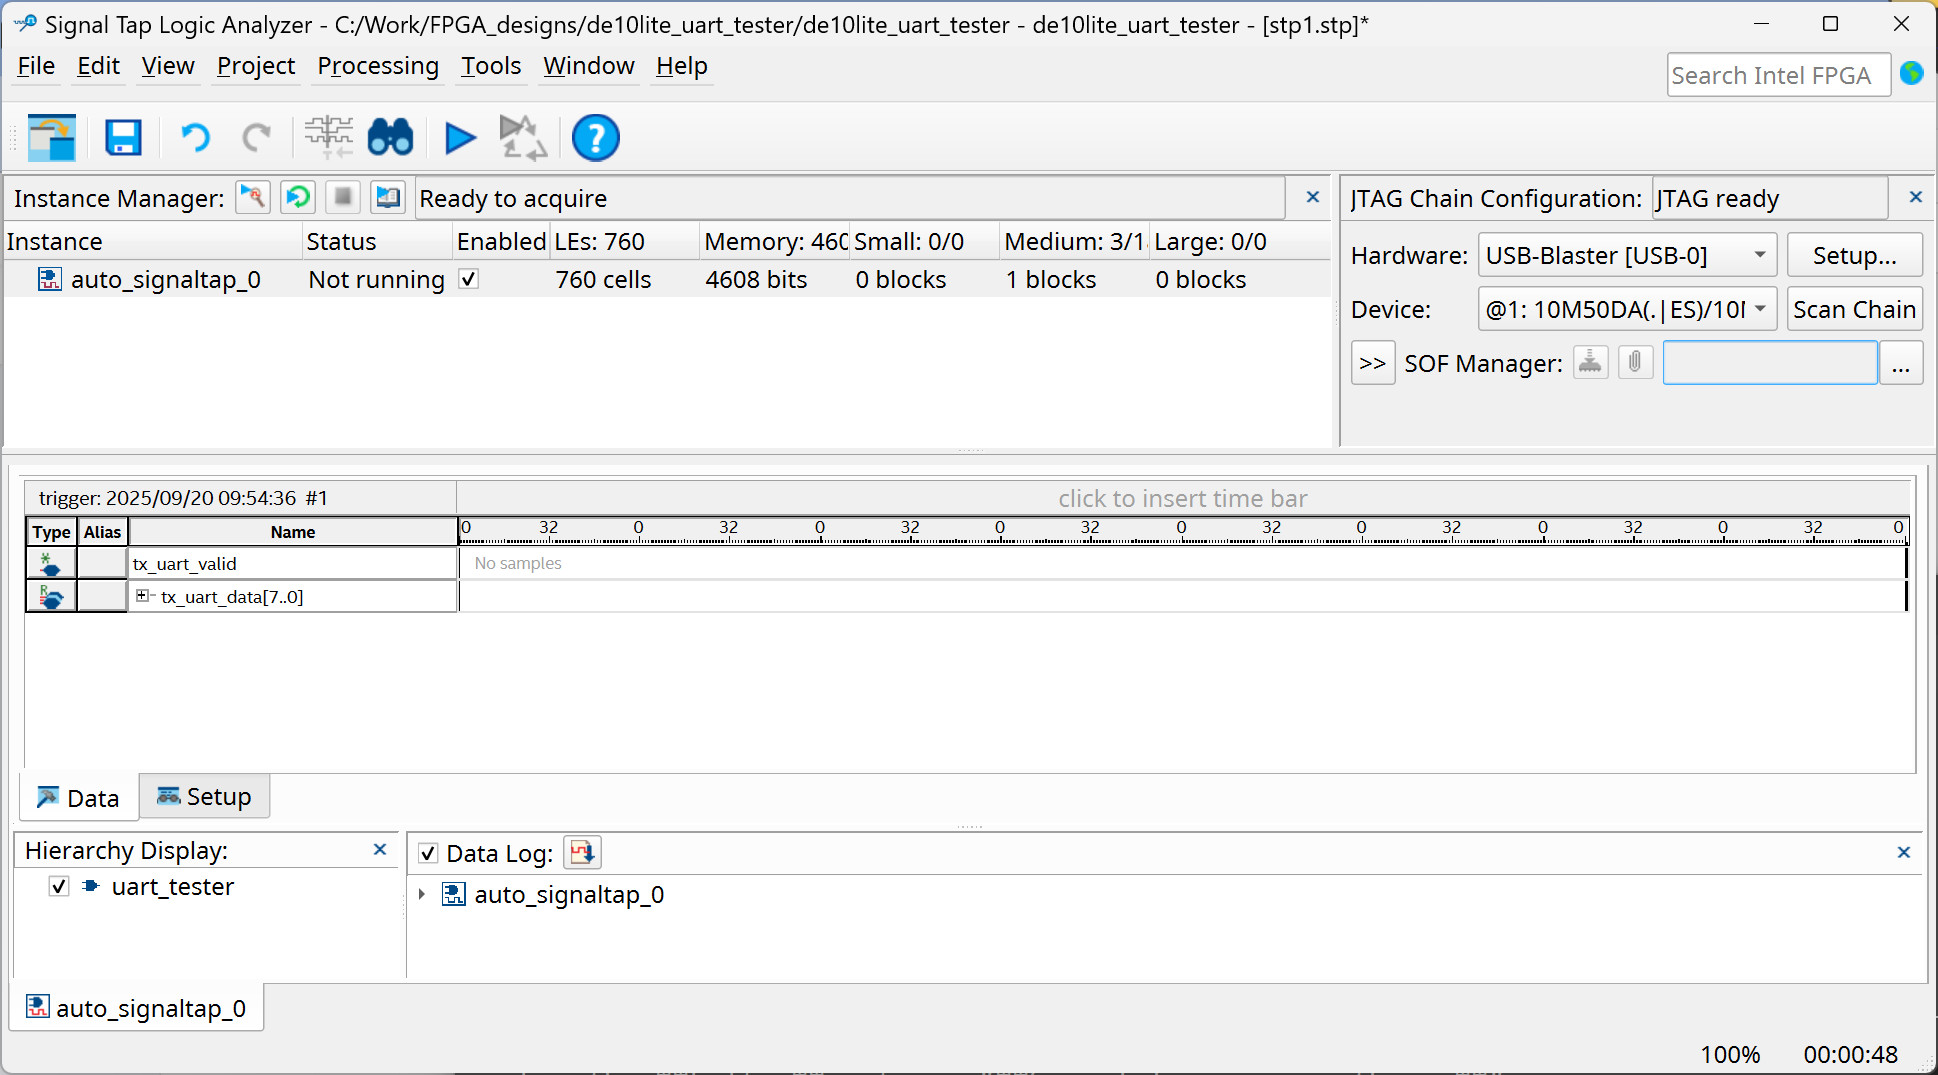 Signal Tap Logic Analyzer - C:/Work/FPGA_designs/de10lite_uart_tester/de10lite_uart_tester - de10lite_uart_tester - [stp1.stp]*
File Edit View Project Processing Tools Window Help
Search Intel FPGA
Instance Manager: Ready to acquire
Instance Status Enabled LEs: 760 Memory: 460 Small: 0/0 Medium: 3/1 Large: 0/0
auto_signaltap_0 Not running 760 cells 4608 bits 0 blocks 1 blocks 0 blocks
JTAG Chain Configuration: JTAG ready
Hardware: USB-Blaster [USB-0] Setup...
Device: @1: 10M50DA(.|ES)/10 Scan Chain
>> SOF Manager: ...
trigger: 2025/09/20 09:54:36 #1 click to insert time bar
Type Alias Name 0 32 0 32 0 32 0 32 0 32 0 32 0 32 0 32 0
tx_uart_valid No samples
R tx_uart_data[7..0]
Data Setup
Hierarchy Display:
uart_tester
Data Log:
auto_signaltap_0
auto_signaltap_0
100% 00:00:48